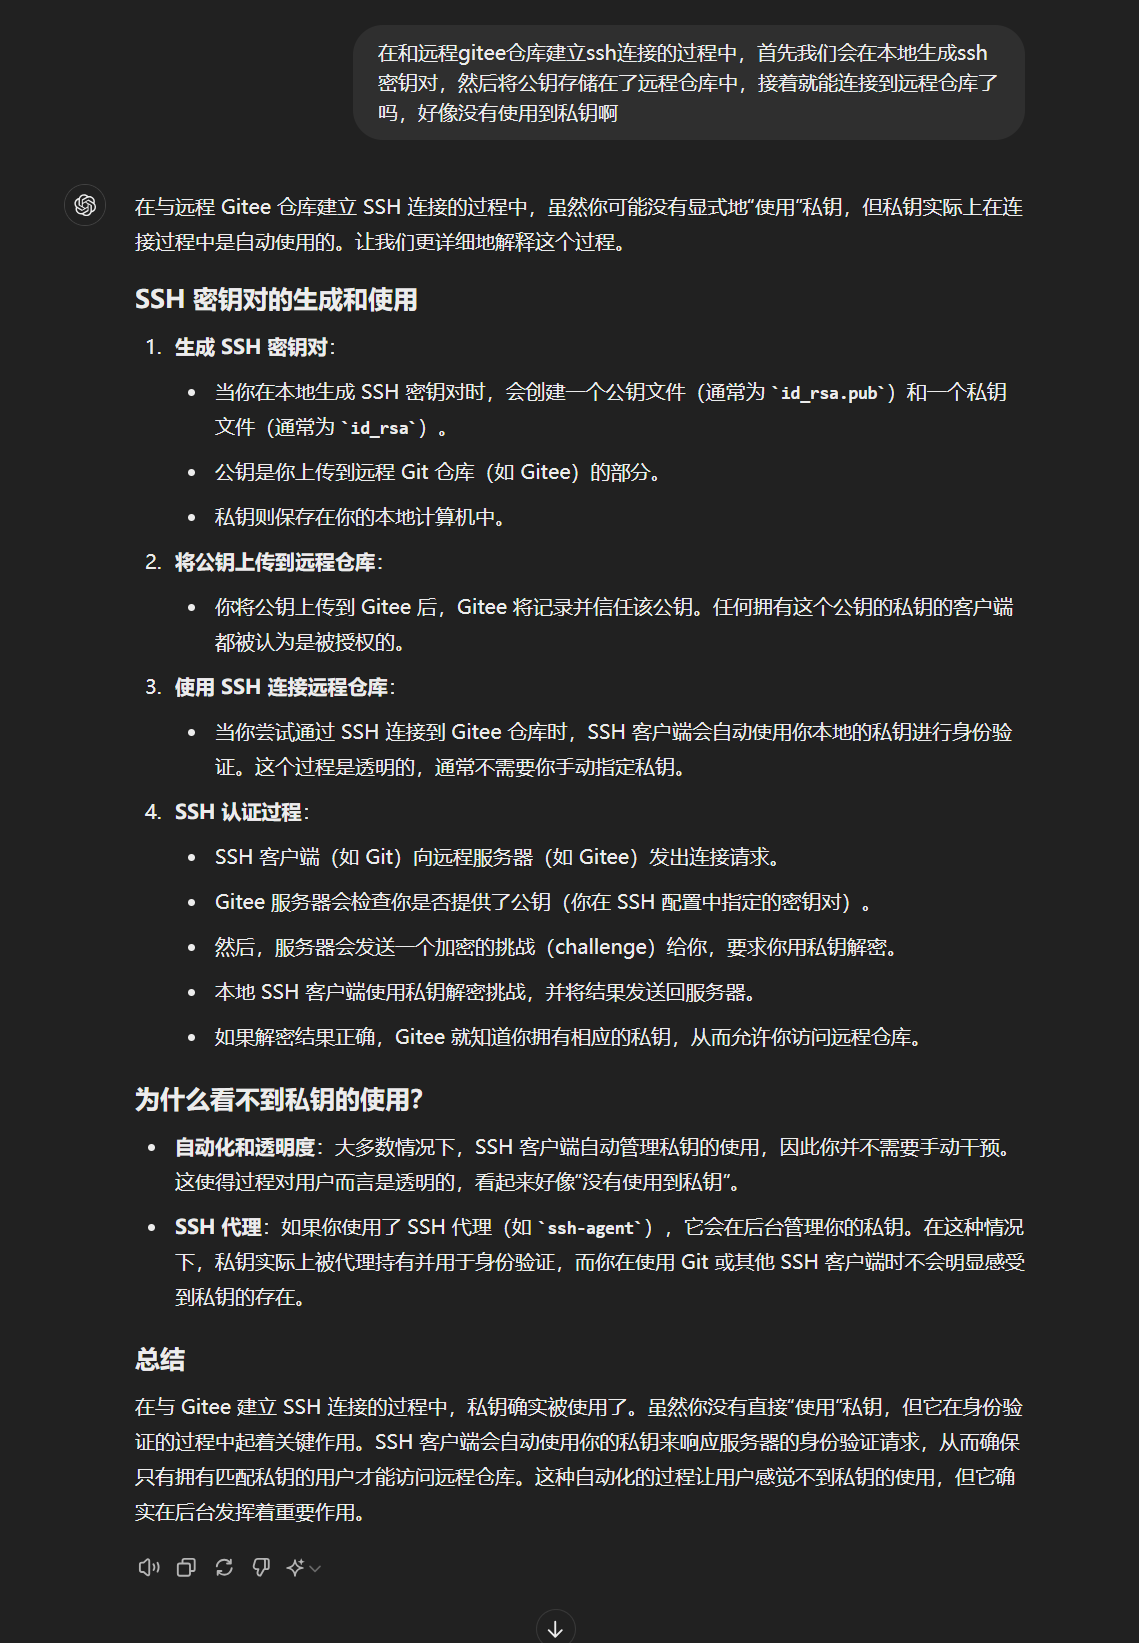 在和远程gitee仓库建立ssh连接的过程中，首先我们会在本地生成ssh
密钥对，然后将公钥存储在了远程仓库中，接着就能连接到远程仓库了
吗，好像没有使用到私钥啊
在与远程 Gitee 仓库建立 SSH 连接的过程中，虽然你可能没有显式地“使用”私钥，但私钥实际上在连
接过程中是自动使用的。让我们更详细地解释这个过程。
SSH 密钥对的生成和使用
1. 生成 SSH 密钥对：
• 当你在本地生成 SSH 密钥对时，会创建一个公钥文件（通常为 `id_rsa.pub`）和一个私钥
文件（通常为 `id_rsa`）。
• 公钥是你上传到远程 Git 仓库（如 Gitee）的部分。
• 私钥则保存在你的本地计算机中。
2. 将公钥上传到远程仓库：
• 你将公钥上传到 Gitee 后，Gitee 将记录并信任该公钥。任何拥有这个公钥的私钥的客户端
都被认为是被授权的。
3. 使用 SSH 连接远程仓库：
• 当你尝试通过 SSH 连接到 Gitee 仓库时，SSH 客户端会自动使用你本地的私钥进行身份验
证。这个过程是透明的，通常不需要你手动指定私钥。
4. SSH 认证过程：
• SSH 客户端（如 Git）向远程服务器（如 Gitee）发出连接请求。
• Gitee 服务器会检查你是否提供了公钥（你在 SSH 配置中指定的密钥对）。
• 然后，服务器会发送一个加密的挑战（challenge）给你，要求你用私钥解密。
• 本地 SSH 客户端使用私钥解密挑战，并将结果发送回服务器。
• 如果解密结果正确，Gitee 就知道你拥有相应的私钥，从而允许你访问远程仓库。
为什么看不到私钥的使用？
• 自动化和透明度：大多数情况下，SSH 客户端自动管理私钥的使用，因此你并不需要手动干预。
这使得过程对用户而言是透明的，看起来好像“没有使用到私钥”。
• SSH 代理：如果你使用了 SSH 代理（如 `ssh-agent`），它会在后台管理你的私钥。在这种情况
下，私钥实际上被代理持有并用于身份验证，而你在使用 Git 或其他 SSH 客户端时不会明显感受
到私钥的存在。
总结
在与 Gitee 建立 SSH 连接的过程中，私钥确实被使用了。虽然你没有直接“使用”私钥，但它在身份验
证的过程中起着关键作用。SSH 客户端会自动使用你的私钥来响应服务器的身份验证请求，从而确保
只有拥有匹配私钥的用户才能访问远程仓库。这种自动化的过程让用户感觉不到私钥的使用，但它确
实在后台发挥着重要作用。